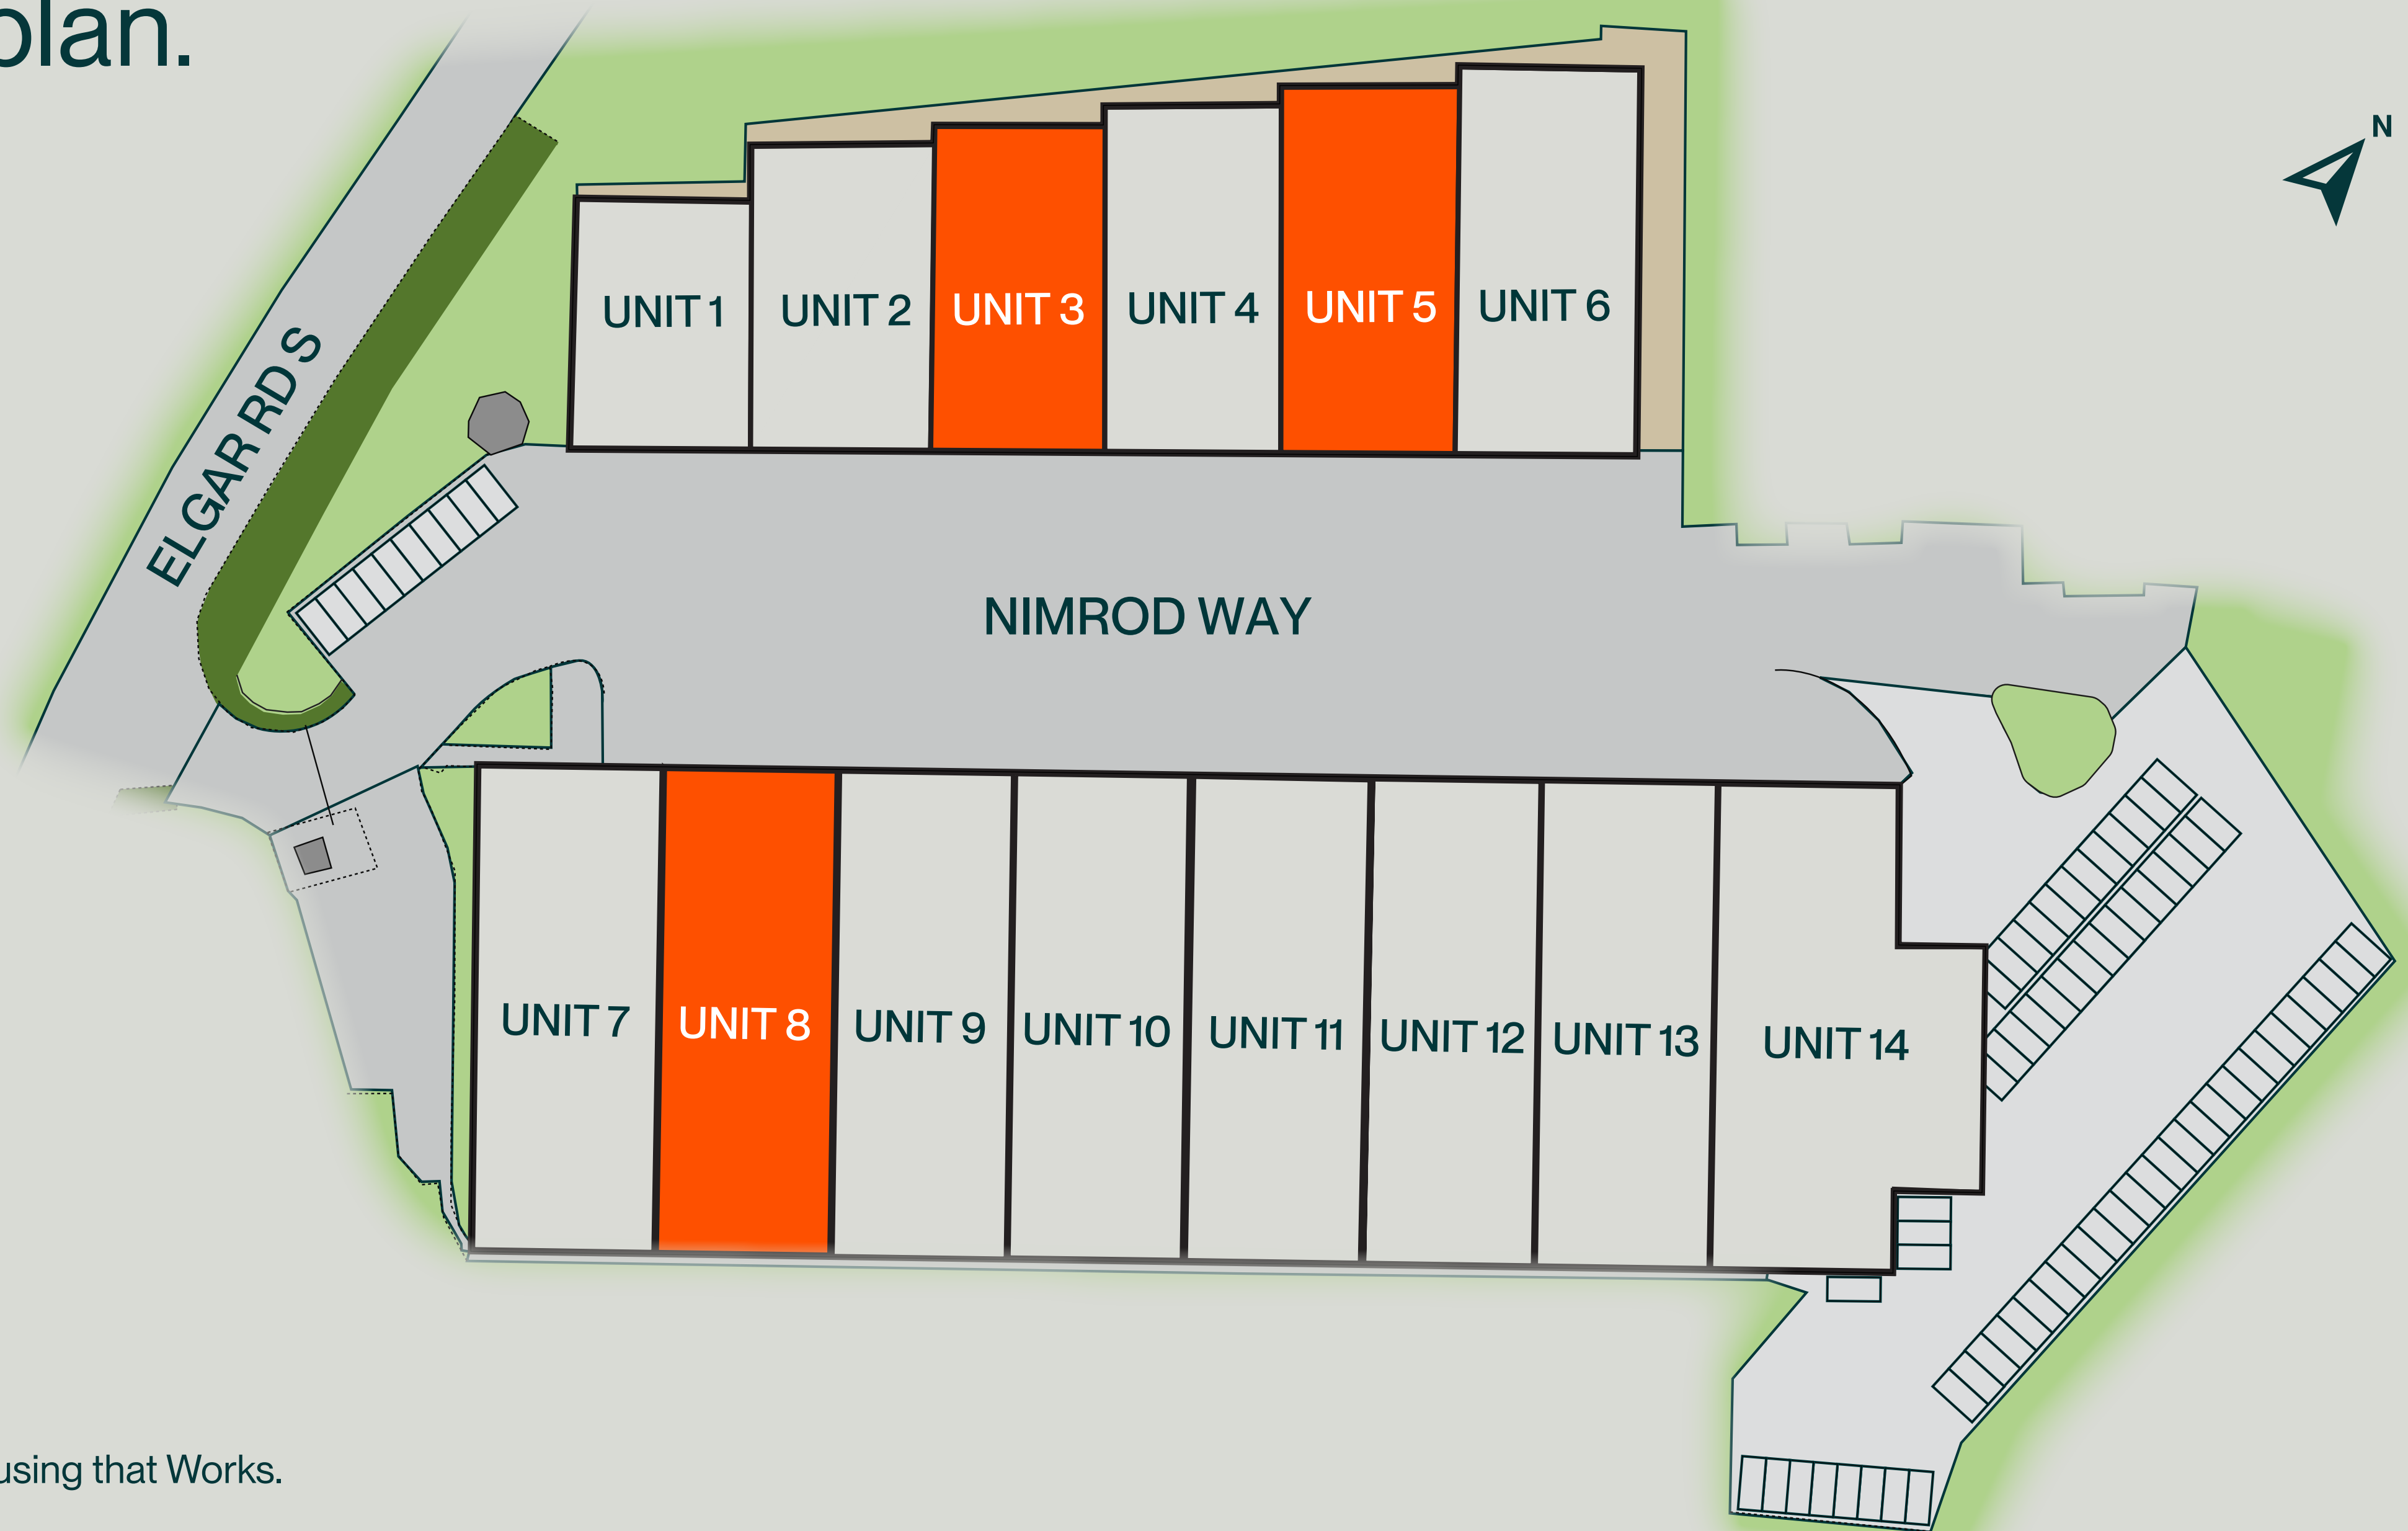 plan.
N
UNIT 1
UNIT 2
UNIT 3
UNIT 4
UNIT 5
UNIT 6
ELGAR RD S
NIMROD WAY
UNIT 7
UNIT 8
UNIT 9
UNIT 10
UNIT 11
UNIT 12
UNIT 13
UNIT 14
that Works.